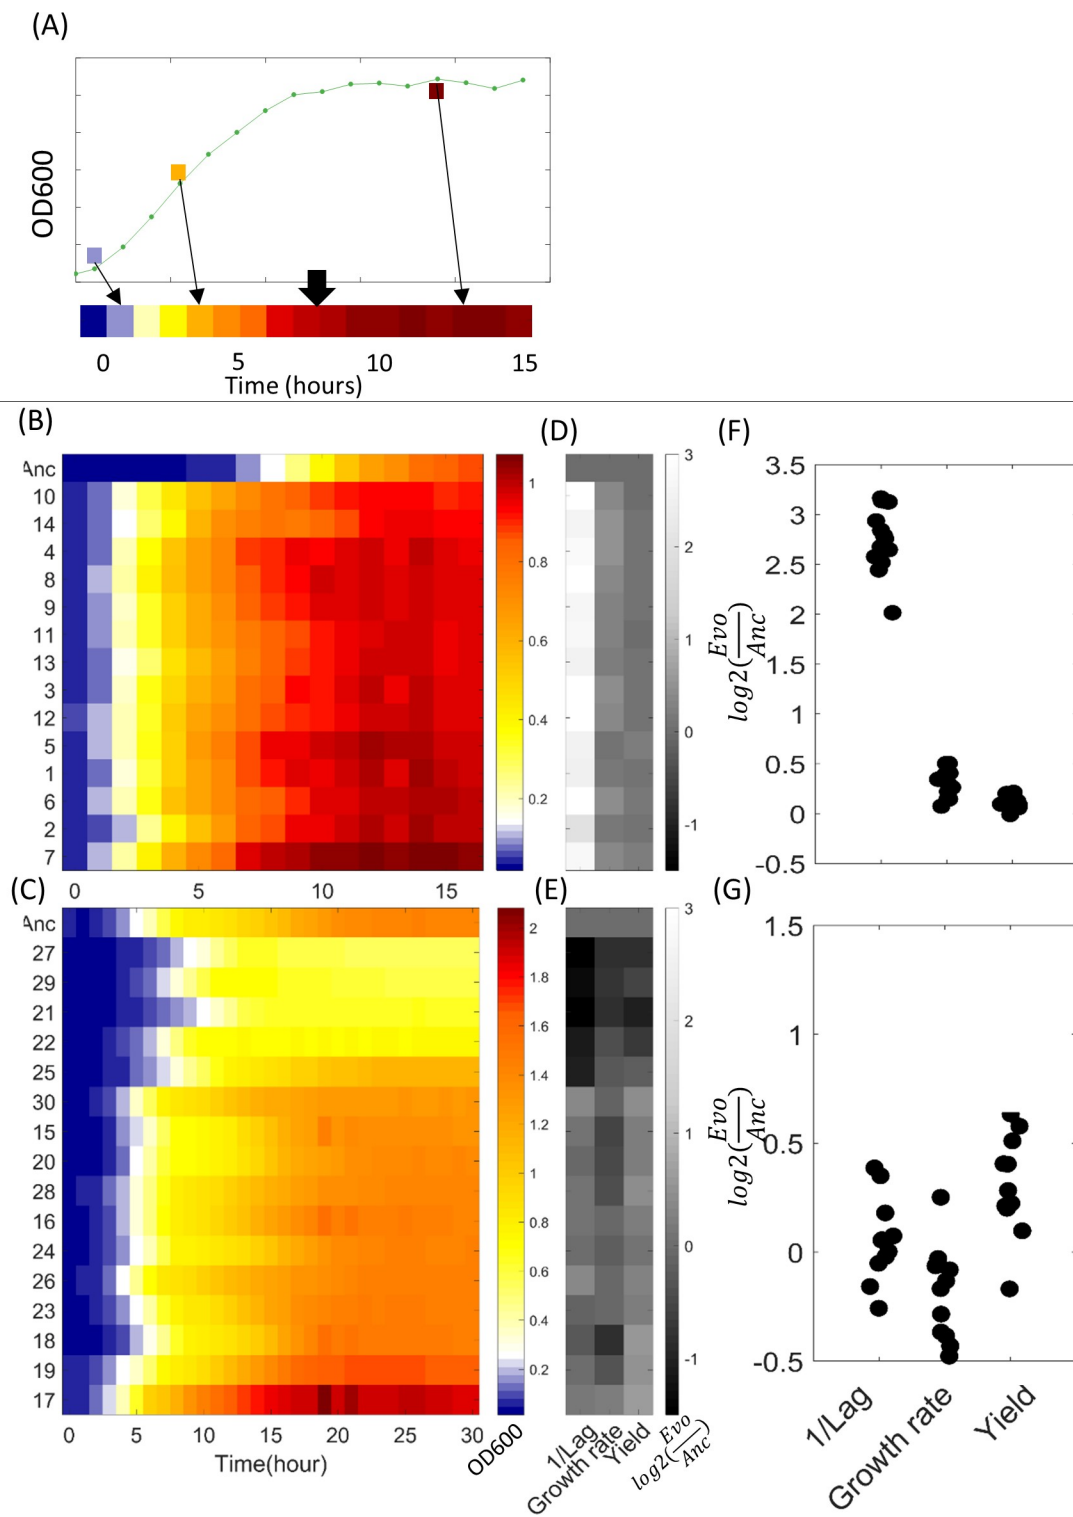 (A)
OD600
0 5 10 15
Time (hours)
(B)
(D)
(F)
Anc
10
14
4
8
9
11
13
3
12
5
1
6
2
7
0 5 10 15
1
0.8
0.6
0.4
0.2
3
2
1
0
-1
log2(Evo/Anc)
3.5
3
2.5
2
1.5
1
0.5
0
-0.5
(C)
(E)
(G)
Anc
27
29
21
22
25
30
15
20
28
16
24
26
23
18
19
17
0 5 10 15 20 25 30
Time(hour)
2
1.8
1.6
1.4
1.2
1
0.8
0.6
0.4
0.2
OD600
3
2
1
0
-1
1/Lag
Growth rate
Yield
log2(Evo/Anc)
log2(Evo/Anc)
1.5
1
0.5
0
-0.5
1/Lag
Growth rate
Yield